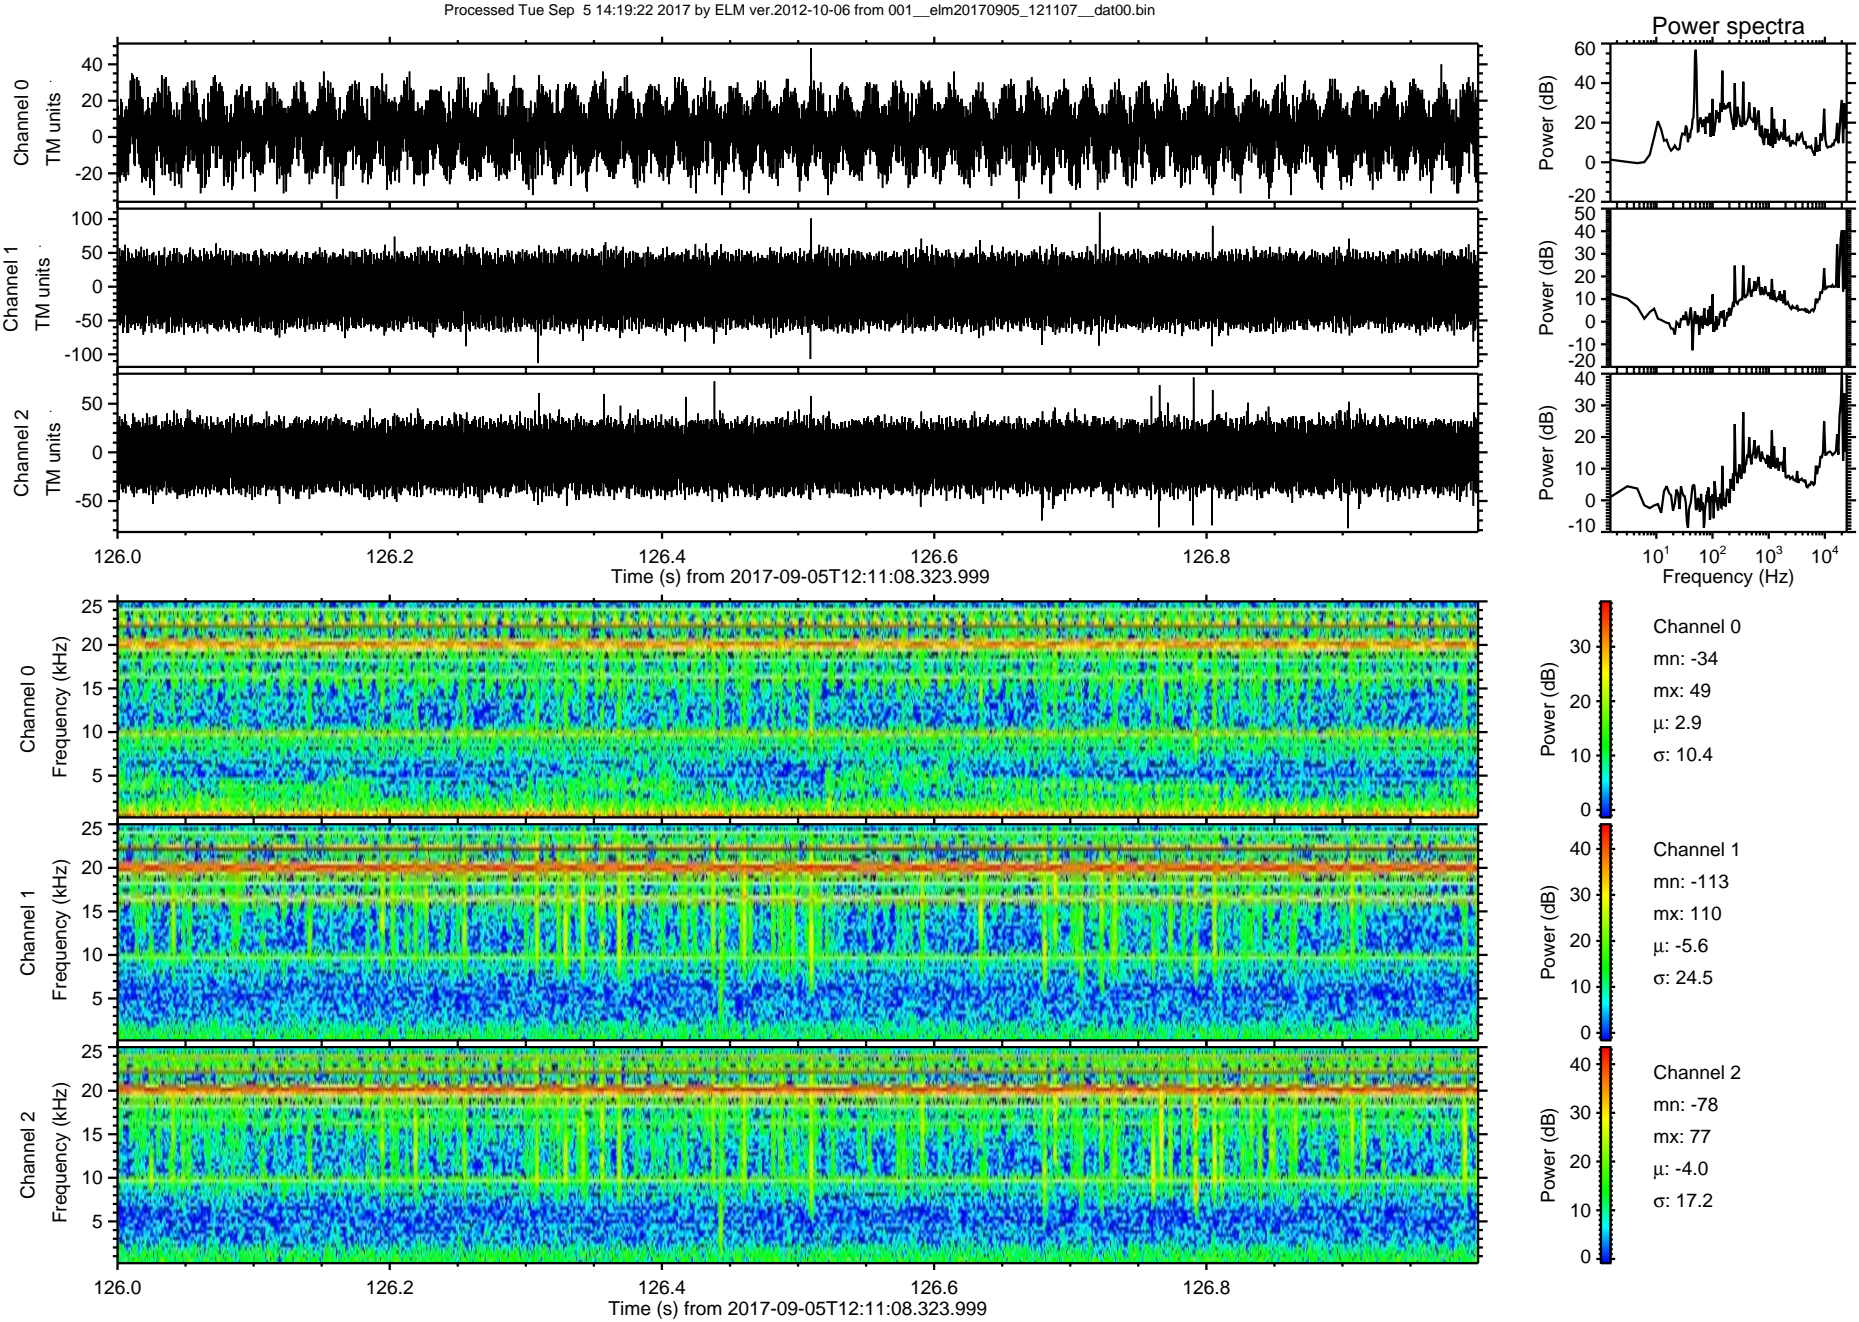 Processed Tue Sep 5 14:19:22 2017 by ELM ver.2012-10-06 from 001__elm20170905_121107__dat00.bin
Power spectra
Channel 0
TM units
40
20
0
-20
Power (dB)
60
40
20
0
-20
Channel 1
TM units
100
50
0
-50
-100
Power (dB)
50
40
30
20
10
0
-10
-20
Channel 2
TM units
50
0
-50
Power (dB)
40
30
20
10
0
-10
126.0 126.2 126.4 126.6 126.8
Time (s) from 2017-09-05T12:11:08.323.999
10^1 10^2 10^3 10^4
Frequency (Hz)
Channel 0
Frequency (kHz)
25
20
15
10
5
Power (dB)
30
20
10
0
Channel 0
mn: -34
mx: 49
μ: 2.9
σ: 10.4
Channel 1
Frequency (kHz)
25
20
15
10
5
Power (dB)
40
30
20
10
0
Channel 1
mn: -113
mx: 110
μ: -5.6
σ: 24.5
Channel 2
Frequency (kHz)
25
20
15
10
5
Power (dB)
40
30
20
10
0
Channel 2
mn: -78
mx: 77
μ: -4.0
σ: 17.2
126.0 126.2 126.4 126.6 126.8
Time (s) from 2017-09-05T12:11:08.323.999